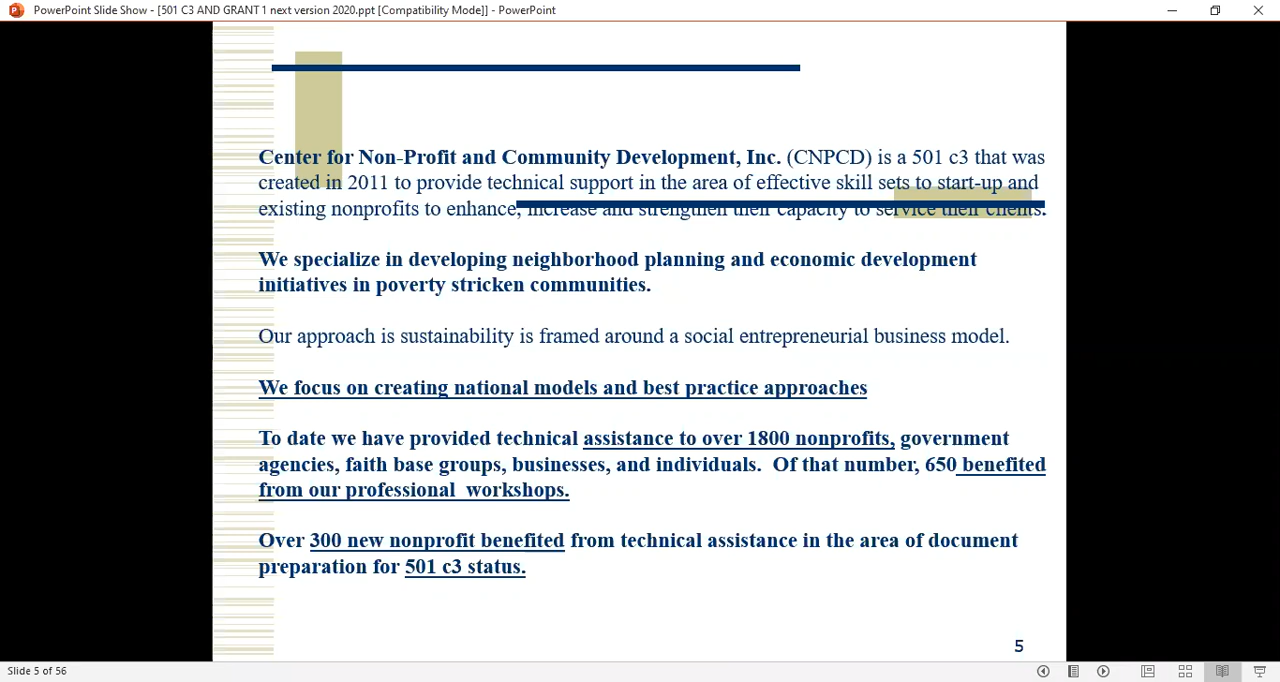 PowerPoint Slide Show - [501 C3 AND GRANT 1 next version 2020.ppt [Compatibility Mode]] - PowerPoint
Center for Non-Profit and Community Development, Inc. (CNPCD) is a 501 c3 that was
created in 2011 to provide technical support in the area of effective skill sets to start-up and
existing nonprofits to enhance, increase and strengthen their capacity to service their clients.
We specialize in developing neighborhood planning and economic development
initiatives in poverty stricken communities.
Our approach is sustainability is framed around a social entrepreneurial business model.
We focus on creating national models and best practice approaches
To date we have provided technical assistance to over 1800 nonprofits, government
agencies, faith base groups, businesses, and individuals.  Of that number, 650 benefited
from our professional  workshops.
Over 300 new nonprofit benefited from technical assistance in the area of document
preparation for 501 c3 status.
5
Slide 5 of 56